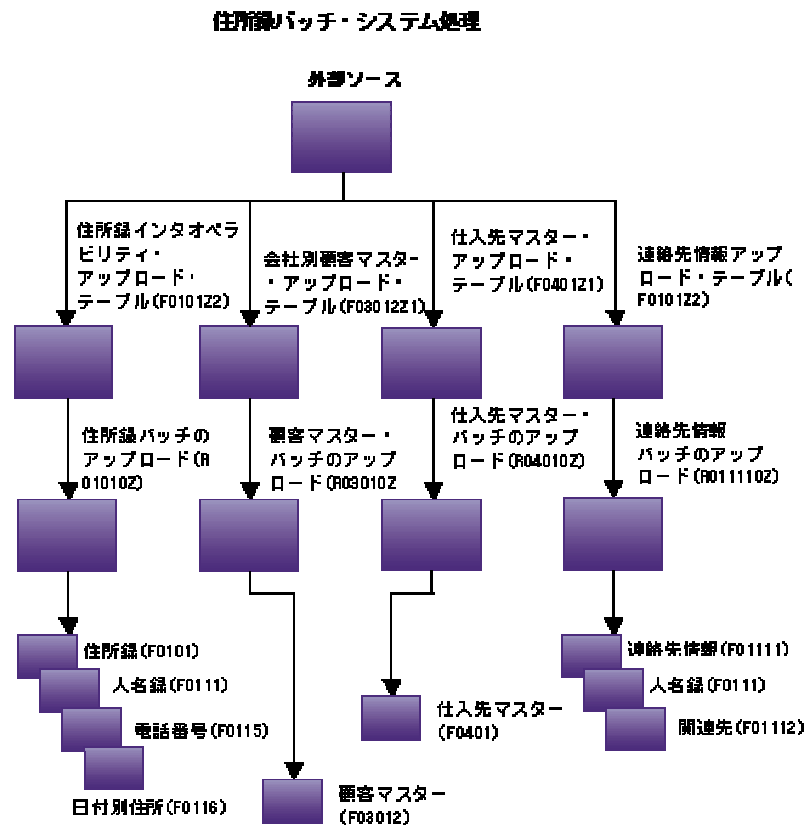 住所録バッチ・システム処理
外部ソース
住所録インタオペラ
ビリティ・
アップロード・
テーブル(F0101Z2)
会社別顧客マスター
・アップロード・
テーブル(F03012Z1)
仕入先マスター・
アップロード・
テーブル(F0401Z1)
連絡先情報アップ
ロード・テーブル(
F0101Z2)
住所録バッチの
アップロード(R
01010Z)
顧客マスター・
バッチのアップ
ロード(R03010Z
仕入先マスター・
バッチのアップ
ロード(R04010Z)
連絡先情報
バッチのアップ
ロード(R011110Z)
住所録(F0101)
人名録(F0111)
電話番号(F0115)
日付別住所(F0116)
顧客マスター
(F03012)
仕入先マスター
(F0401)
連絡先情報(F01111)
人名録(F0111)
関連先(F01112)